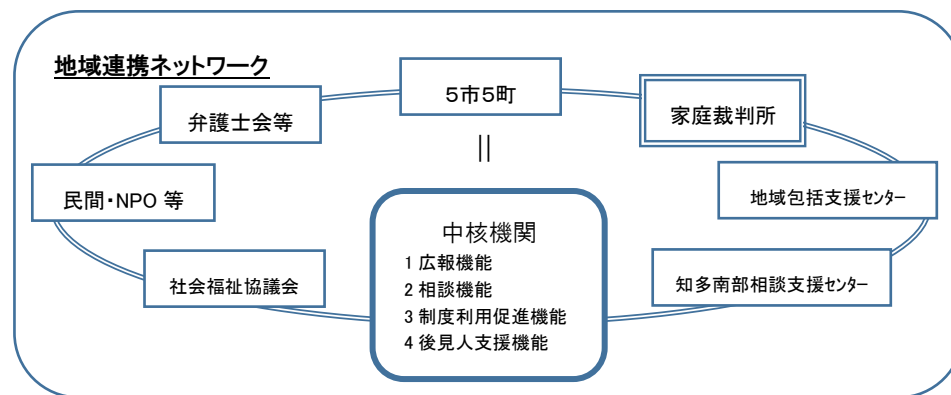 地域連携ネットワーク
5市5町
弁護士会等
家庭裁判所
民間・NPO 等
地域包括支援センター
||
中核機関
1 広報機能
2 相談機能
3 制度利用促進機能
4 後見人支援機能
社会福祉協議会
知多南部相談支援センター